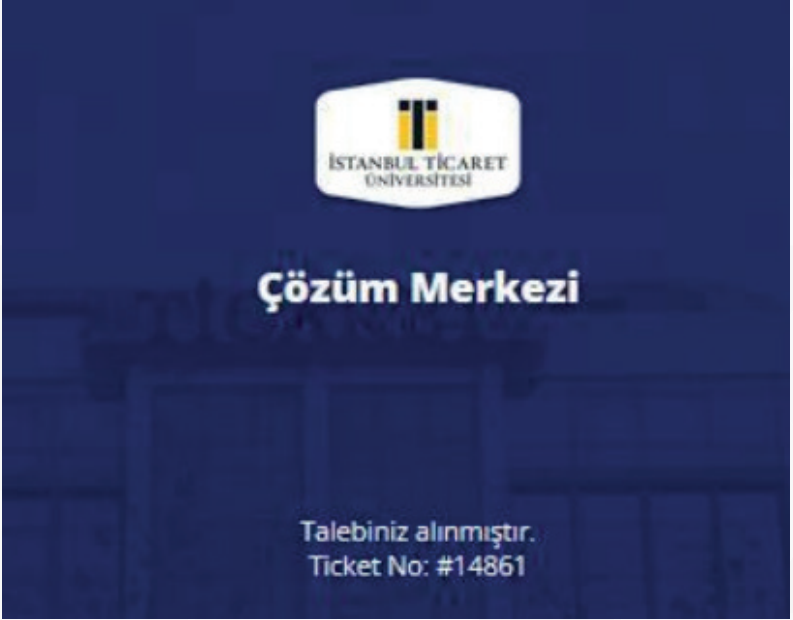 İSTANBUL TİCARET
ÜNİVERSİTESİ
Çözüm Merkezi
Talebiniz alınmıştır.
Ticket No: #14861